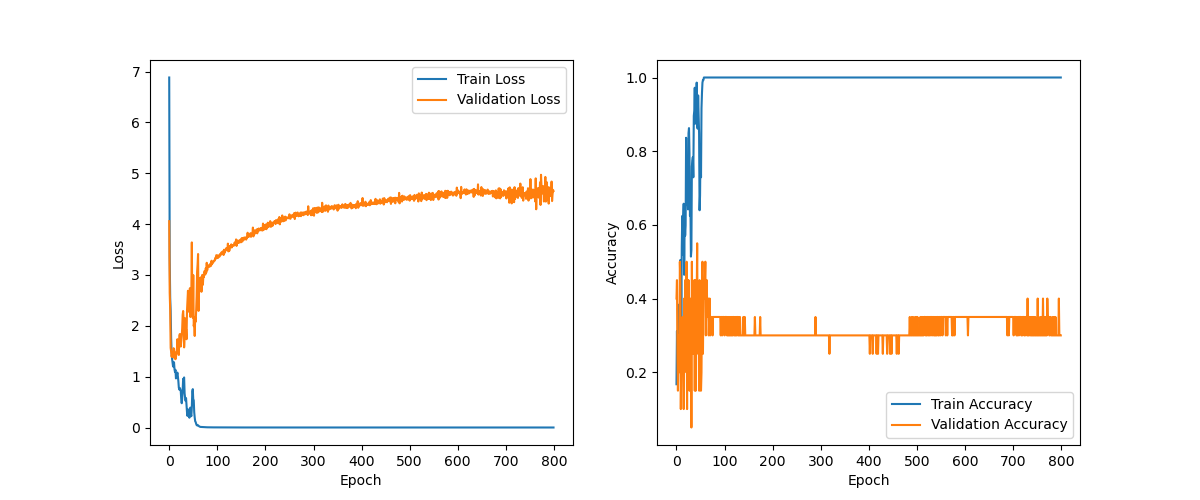 7
6
5
4
3
2
1
0
Loss
0 100 200 300 400 500 600 700 800
Epoch
Train Loss
Validation Loss
1.0
0.8
0.6
0.4
0.2
Accuracy
0 100 200 300 400 500 600 700 800
Epoch
Train Accuracy
Validation Accuracy